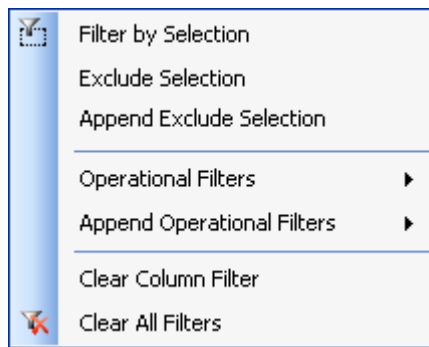 Filter by Selection
Exclude Selection
Append Exclude Selection
Operational Filters
Append Operational Filters
Clear Column Filter
Clear All Filters